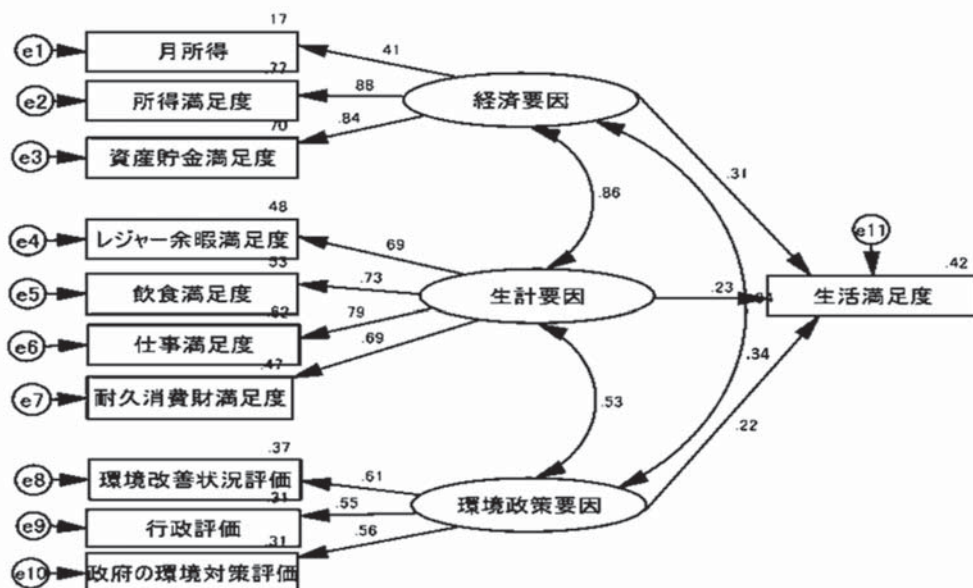 17
e1 月所得
.77
41
e2 所得満足度
88
経済要因
70
.84
e3 資産貯金満足度
.31
.86
48
e4 レジャー余暇満足度
69
e11
.42
e5 飲食満足度
.73
生計要因
.23
生活満足度
.62
79
e6 仕事満足度
.69
.34
.47
e7 耐久消費財満足度
.53
.22
.37
e8 環境改善状況評価
.61
環境政策要因
.31
e9 行政評価
.55
.31
.56
e10 政府の環境対策評価